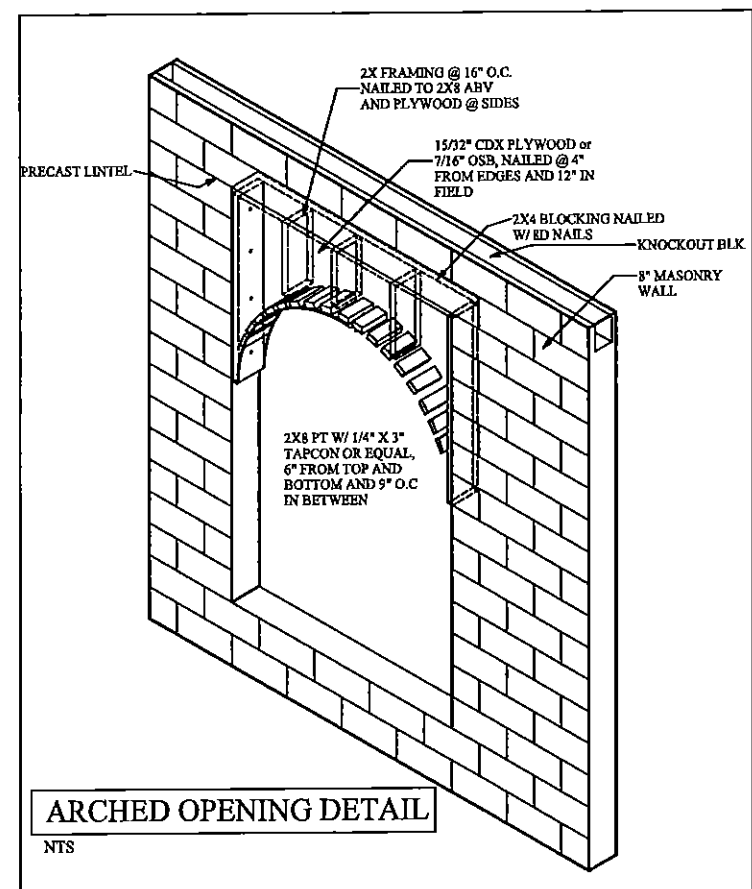 2X FRAMING @ 16" O.C.
NAILED TO 2X8 ABV
AND PLYWOOD @ SIDES
15/32" CDX PLYWOOD or
7/16" OSB, NAILED @ 4"
FROM EDGES AND 12" IN
FIELD
PRECAST LINTEL
2X4 BLOCKING NAILED
W/ ED NAILS
KNOCKOUT BLK
8" MASONRY
WALL
2X8 PT W/ 1/4" X 3"
TAPCON OR EQUAL,
6" FROM TOP AND
BOTTOM AND 9" O.C
IN BETWEEN
ARCHED OPENING DETAIL
NTS